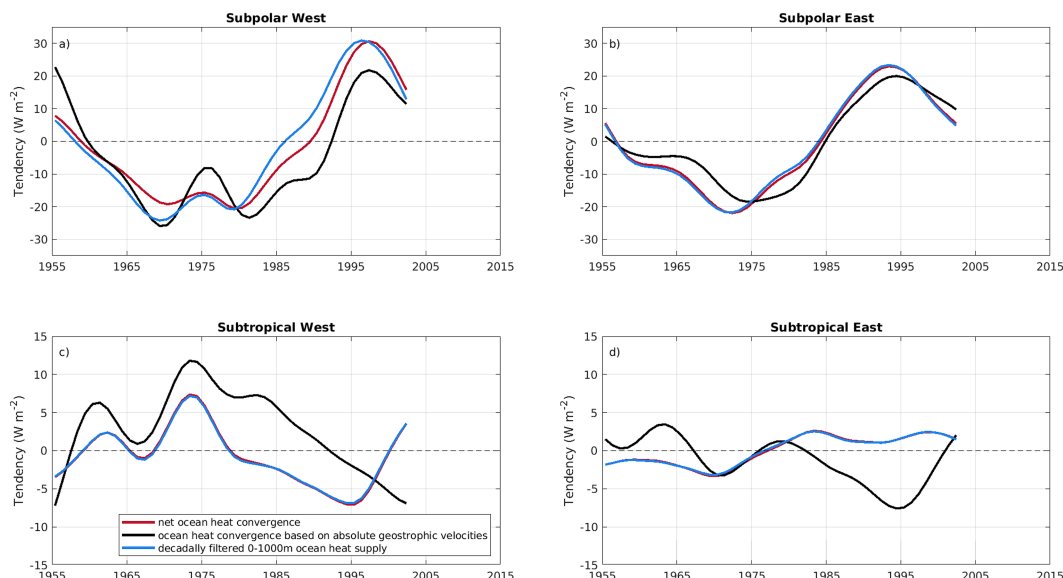 Subpolar West
Subpolar East
a)
b)
Tendency (W m-2)
Tendency (W m-2)
30
20
10
0
-10
-20
-30
30
20
10
0
-10
-20
-30
1955 1965 1975 1985 1995 2005 2015
1955 1965 1975 1985 1995 2005 2015
Subtropical West
Subtropical East
c)
d)
Tendency (W m-2)
Tendency (W m-2)
15
10
5
0
-5
-10
-15
15
10
5
0
-5
-10
-15
net ocean heat convergence
ocean heat convergence based on absolute geostrophic velocities
decadally filtered 0-1000m ocean heat supply
1955 1965 1975 1985 1995 2005 2015
1955 1965 1975 1985 1995 2005 2015